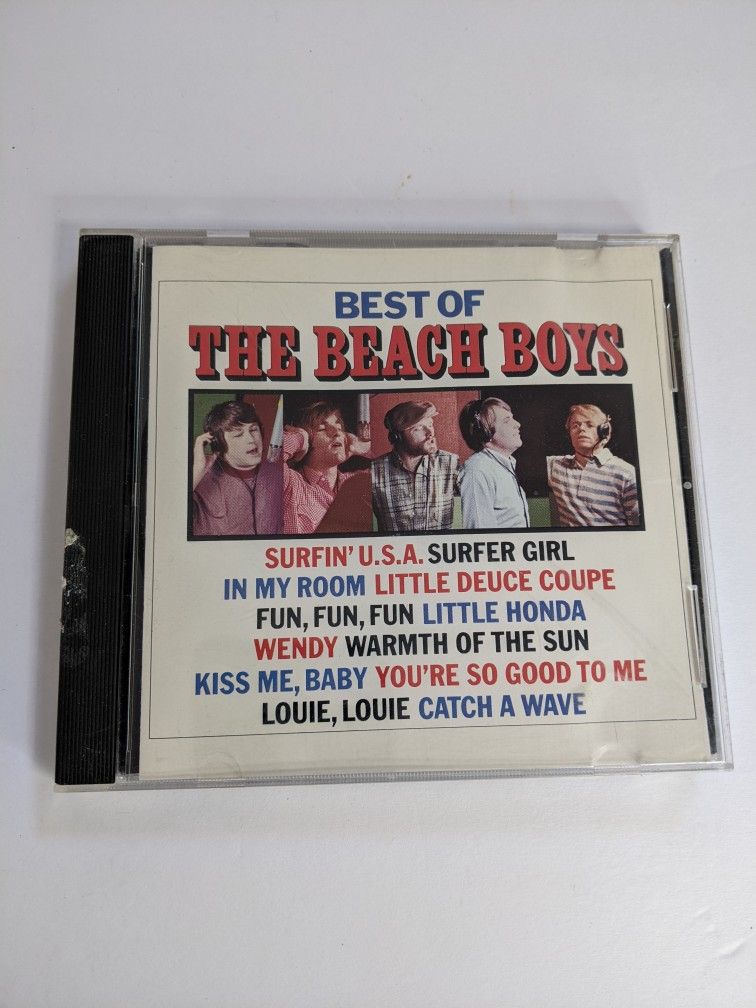 BEST OF
THE BEACH BOYS
SURFIN' U.S.A. SURFER GIRL
IN MY ROOM LITTLE DEUCE COUPE
FUN, FUN, FUN LITTLE HONDA
WENDY WARMTH OF THE SUN
KISS ME, BABY YOU'RE SO GOOD TO ME
LOUIE, LOUIE CATCH A WAVE